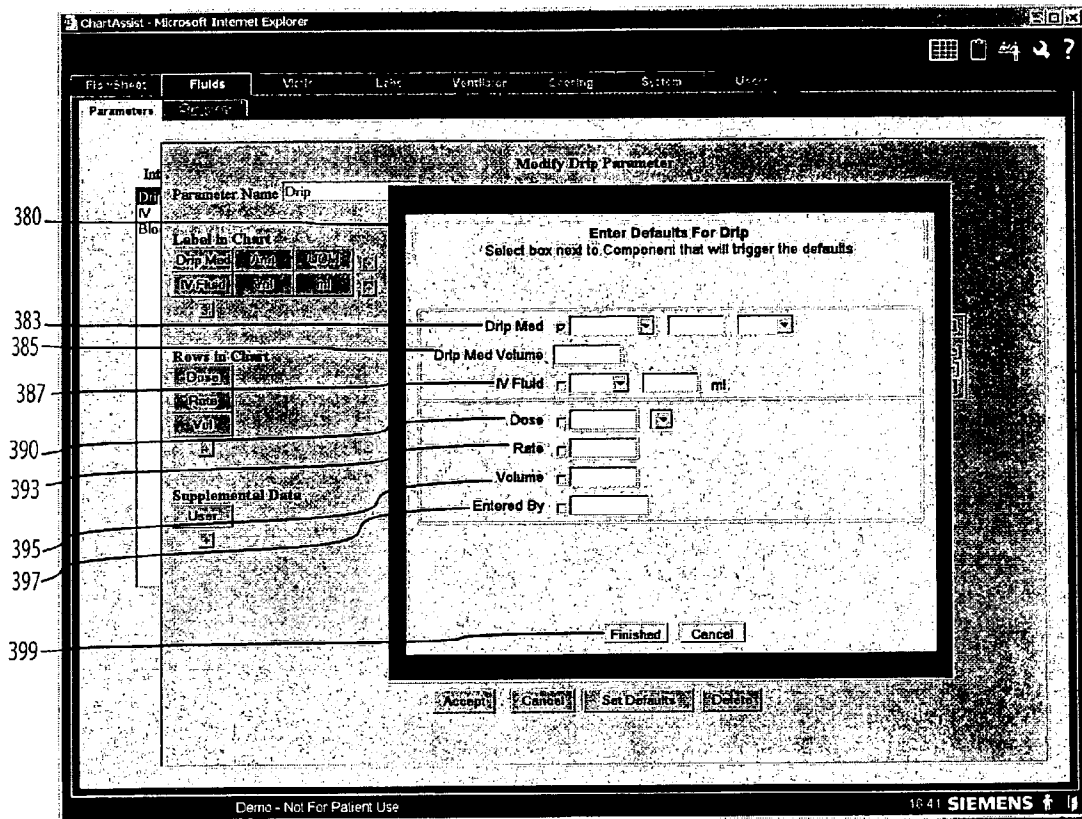 ChartAssist - Microsoft Internet Explorer
?
Fluids Labs Ventilator System
Parameters
Modify Drip Parameter
Parameter Name Drip
IV
Label in Chart
Drip Med
IV Fluid
Rows in Chart
Dose
Rate
Vol
Supplemental Data
User
Enter Defaults For Drip
Select box next to Component that will trigger the defaults
Drip Med
Drip Med Volume
IV Fluid ml
Dose
Rate
Volume
Entered By
Finished Cancel
Accept Cancel Set Defaults Delete
Demo - Not For Patient Use
16:41 SIEMENS
380
383
385
387
390
393
395
397
399